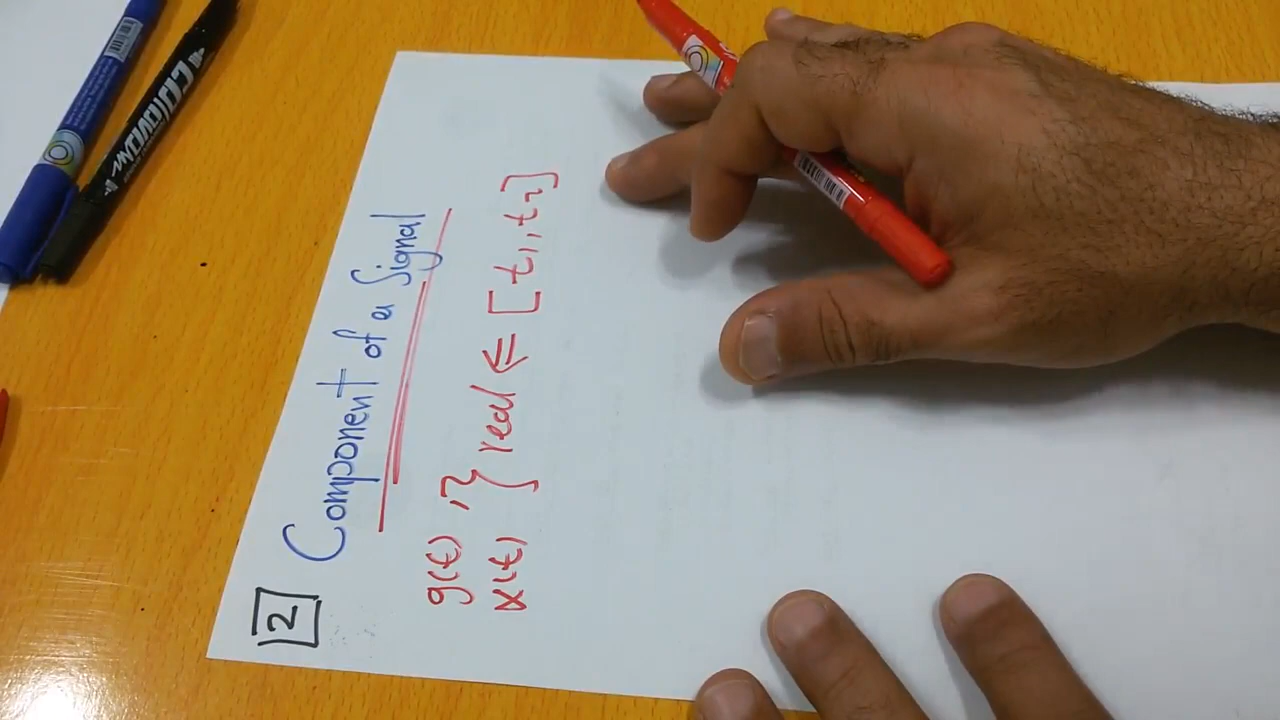 2
Component of a Signal
g(t) ,
x(t) } real ∈ [t1, t2]